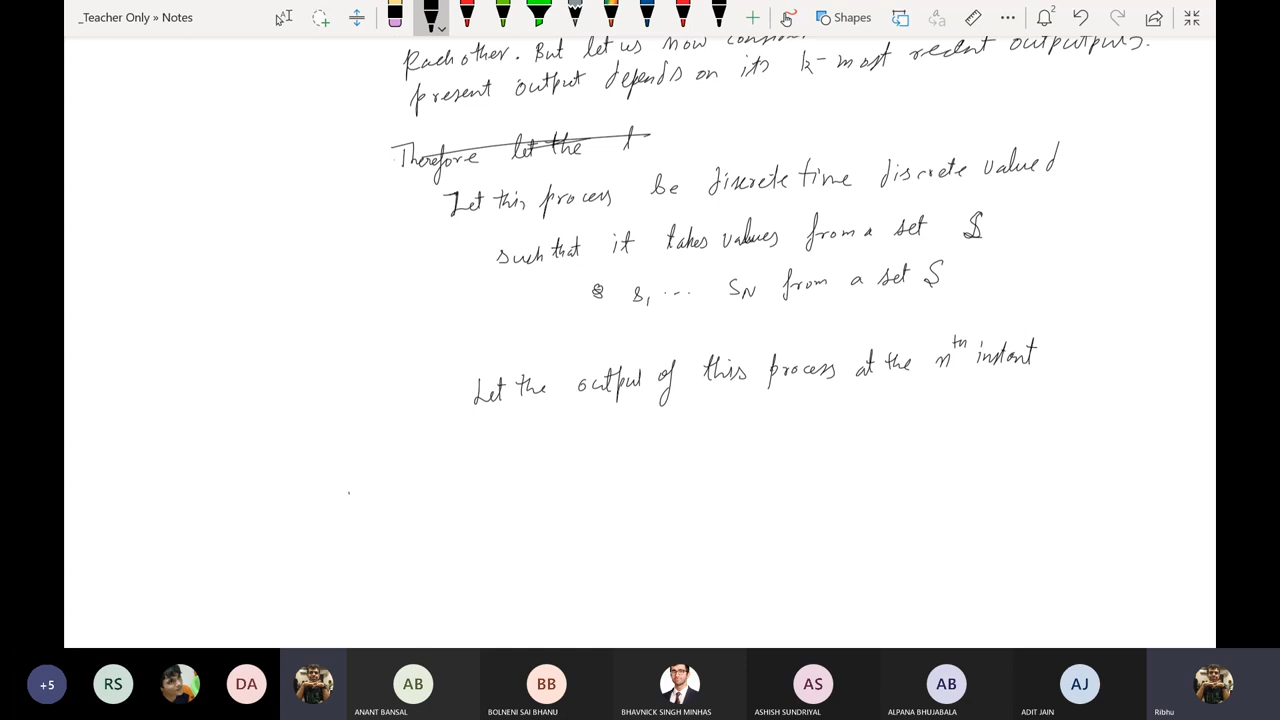 _Teacher Only » Notes
Shapes
Each other. But let us now
present output depends on its k-most recent outputputs.
Therefore let the t
Let this process be discrete time discrete valued
such that it takes values from a set S
s1, ... SN from a set S
Let the output of this process at the nth instant
+5 RS DA AB BB AS AB AJ
ANANT BANSAL BOLNENI SAI BHANU BHAVNICK SINGH MINHAS ASHISH SUNDRIYAL ALPANA BHUJABALA ADIT JAIN Ribhu